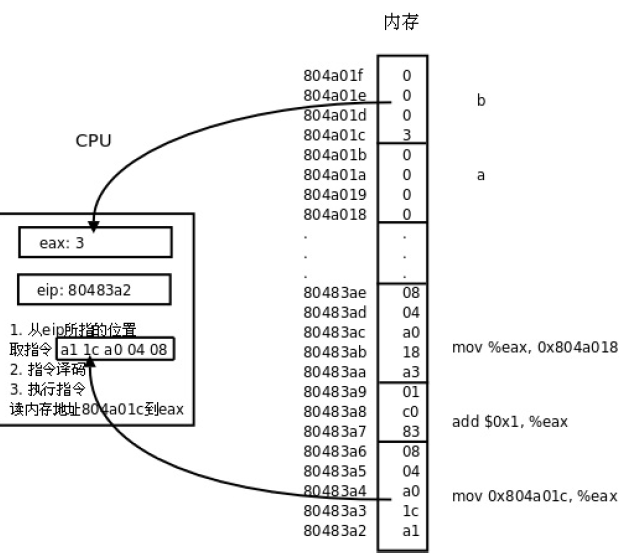 内存
804a01f 0
804a01e 0 b
804a01d 0
804a01c 3
CPU
804a01b 0
804a01a 0 a
804a019 0
804a018 0
. .
eax: 3
. .
. .
eip: 80483a2
80483ae 08
80483ad 04
1. 从eip所指的位置
80483ac a0
取指令 a1 1c a0 04 08
80483ab 18 mov %eax, 0x804a018
2. 指令译码
80483aa a3
3. 执行指令
80483a9 01
读内存地址804a01c到eax
80483a8 c0 add $0x1, %eax
80483a7 83
80483a6 08
80483a5 04
80483a4 a0 mov 0x804a01c, %eax
80483a3 1c
80483a2 a1